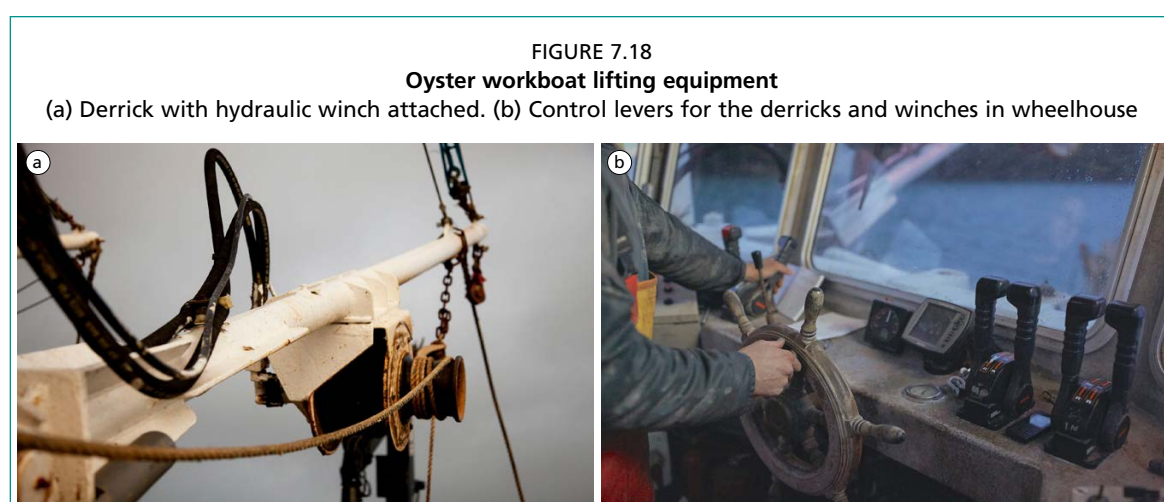 FIGURE 7.18
Oyster workboat lifting equipment
(a) Derrick with hydraulic winch attached. (b) Control levers for the derricks and winches in wheelhouse
a
b